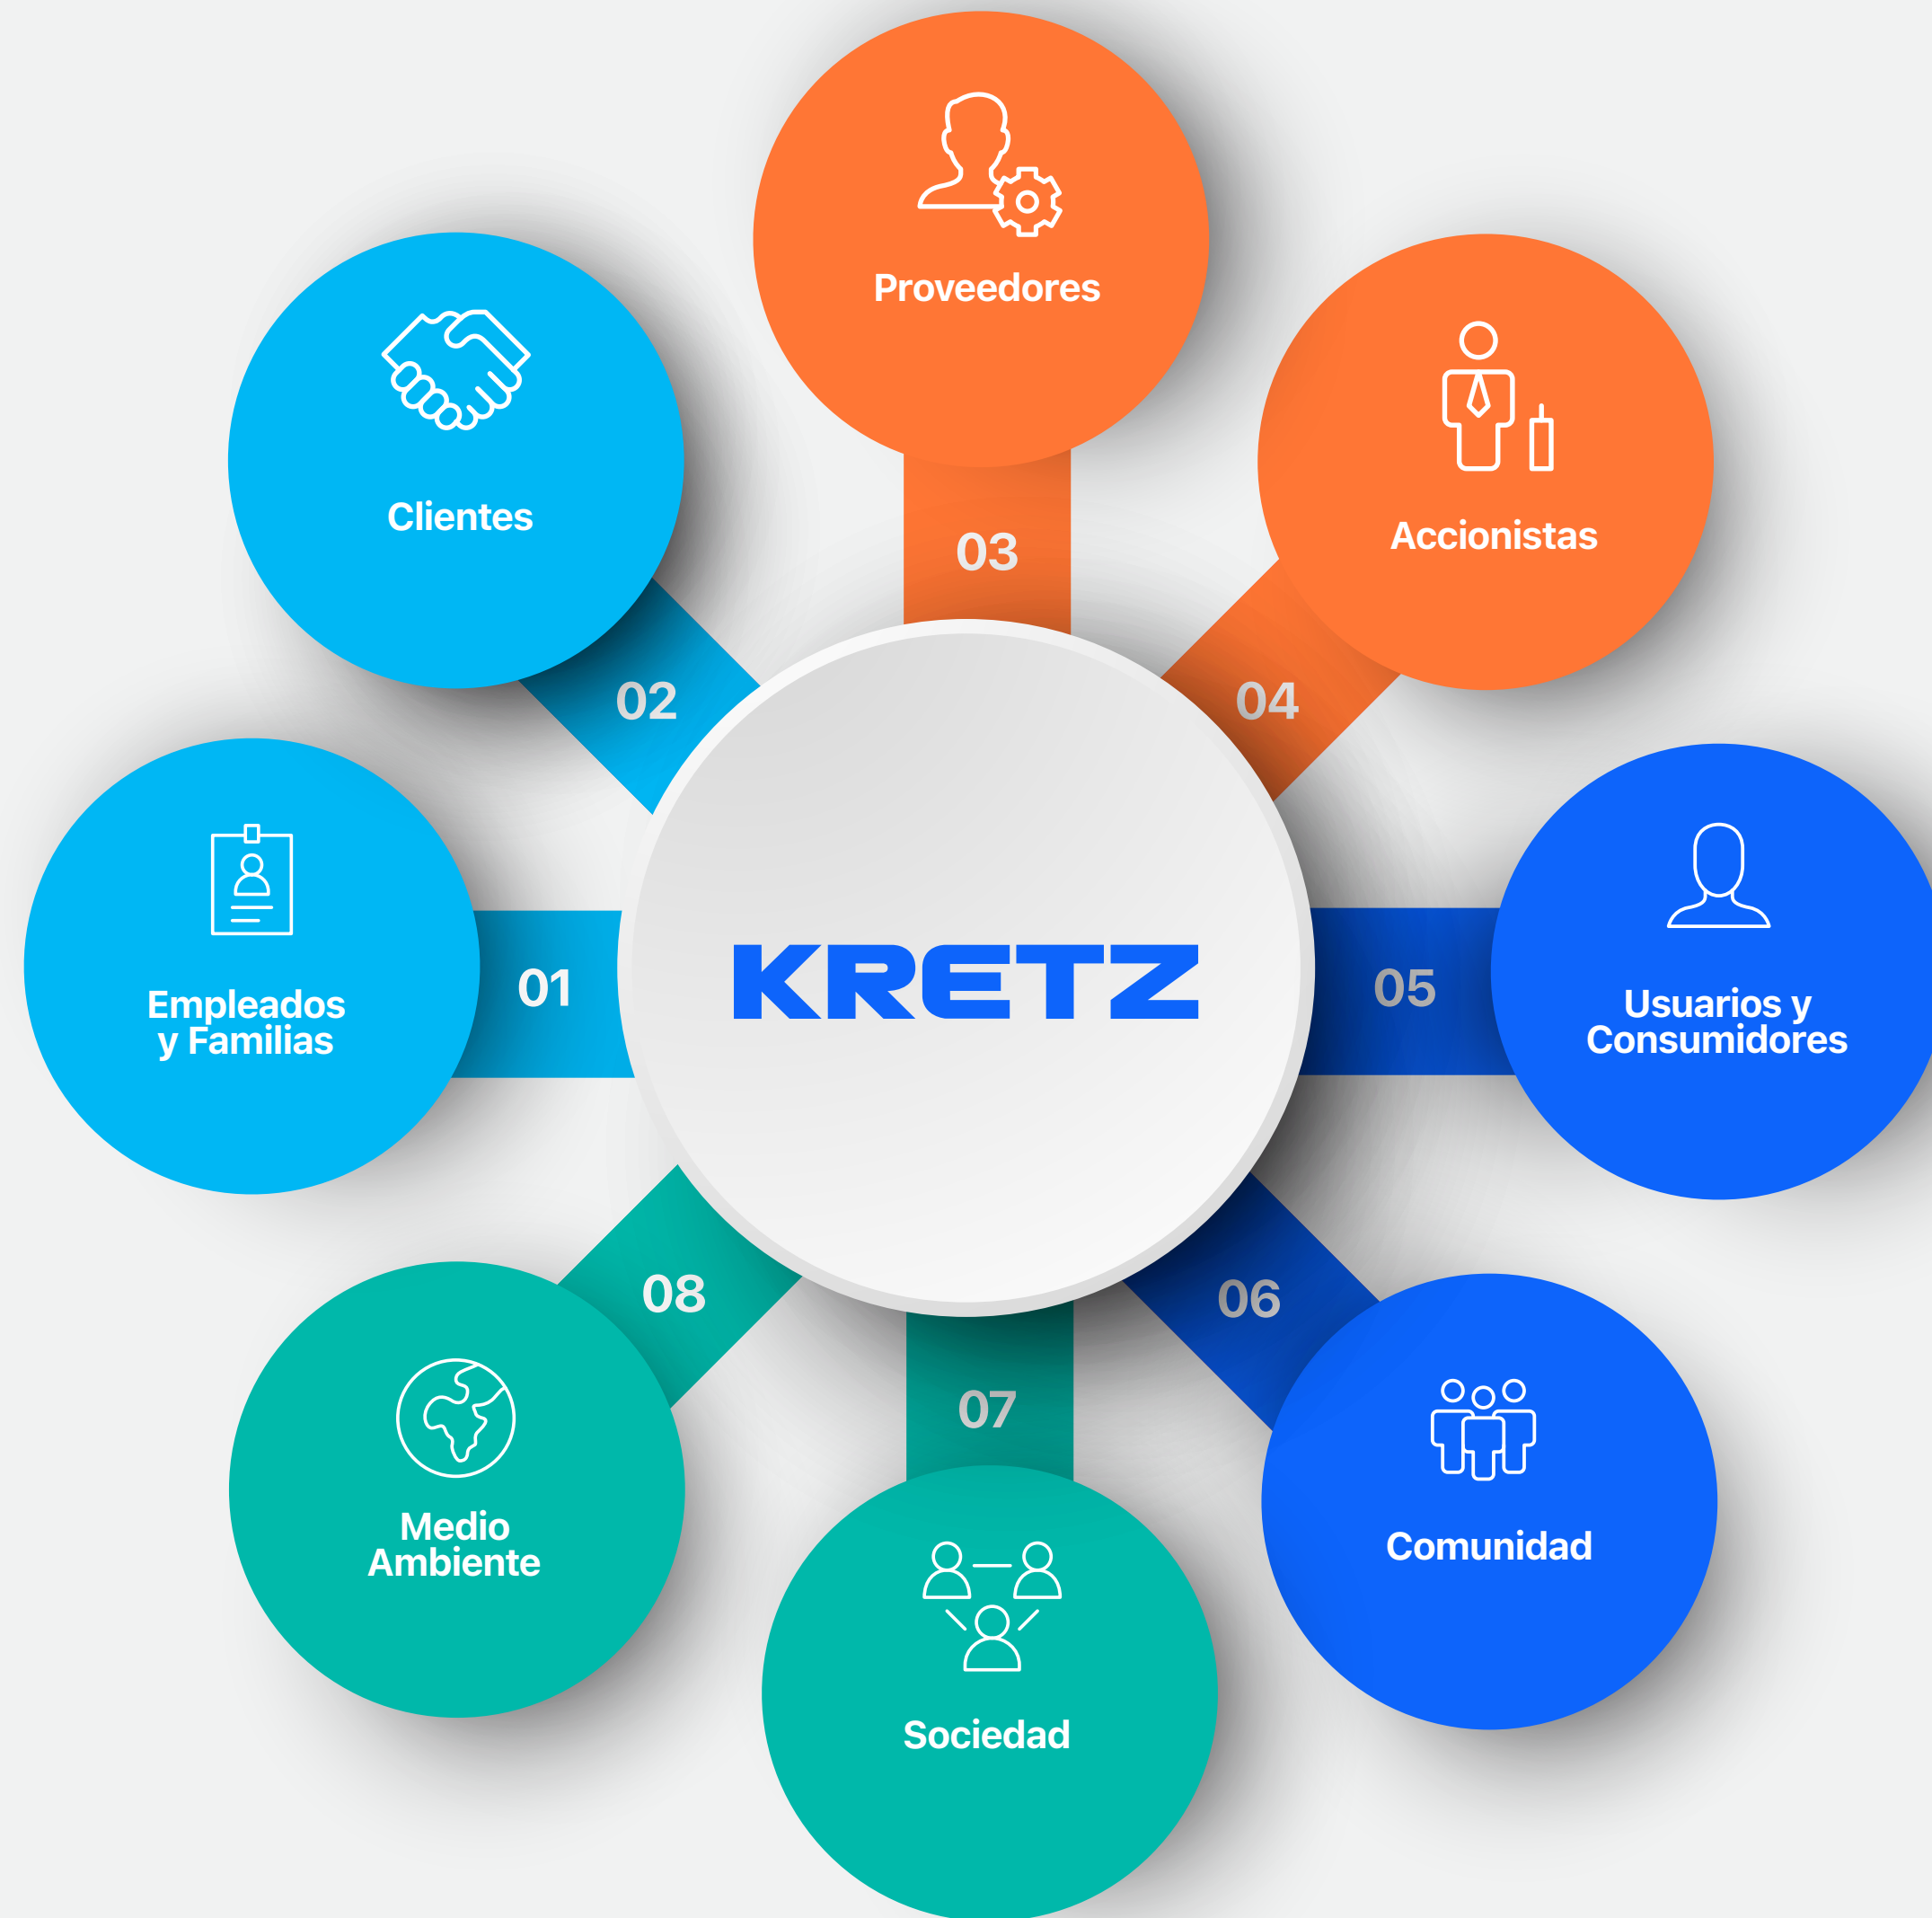 Proveedores
03
Clientes
02
Accionistas
04
Empleados
y Familias
01
KRETZ
05
Usuarios y
Consumidores
08
Medio
Ambiente
07
Sociedad
06
Comunidad